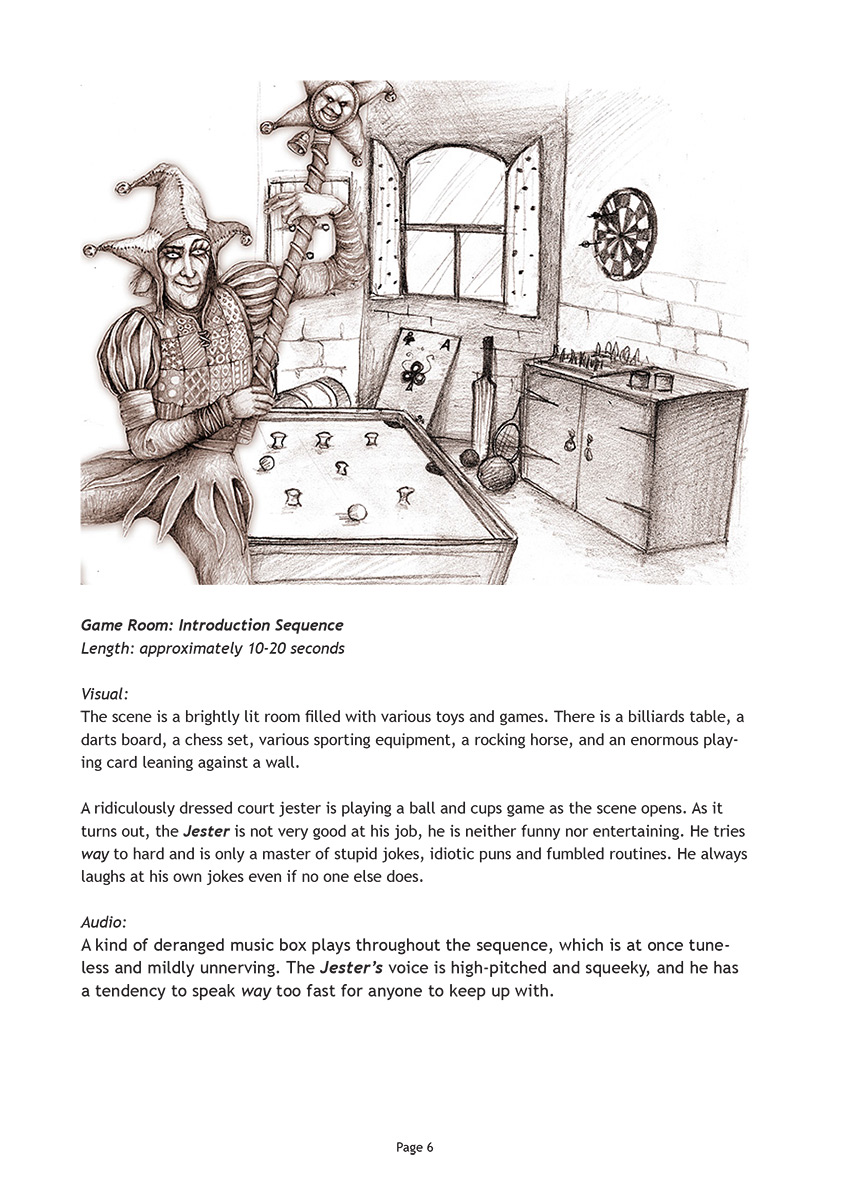 A
Game Room: Introduction Sequence
Length: approximately 10-20 seconds
Visual:
The scene is a brightly lit room filled with various toys and games. There is a billiards table, a
darts board, a chess set, various sporting equipment, a rocking horse, and an enormous play-
ing card leaning against a wall.
A ridiculously dressed court jester is playing a ball and cups game as the scene opens. As it
turns out, the Jester is not very good at his job, he is neither funny nor entertaining. He tries
way to hard and is only a master of stupid jokes, idiotic puns and fumbled routines. He always
laughs at his own jokes even if no one else does.
Audio:
A kind of deranged music box plays throughout the sequence, which is at once tune-
less and mildly unnerving. The Jester's voice is high-pitched and squeeky, and he has
a tendency to speak way too fast for anyone to keep up with.
Page 6